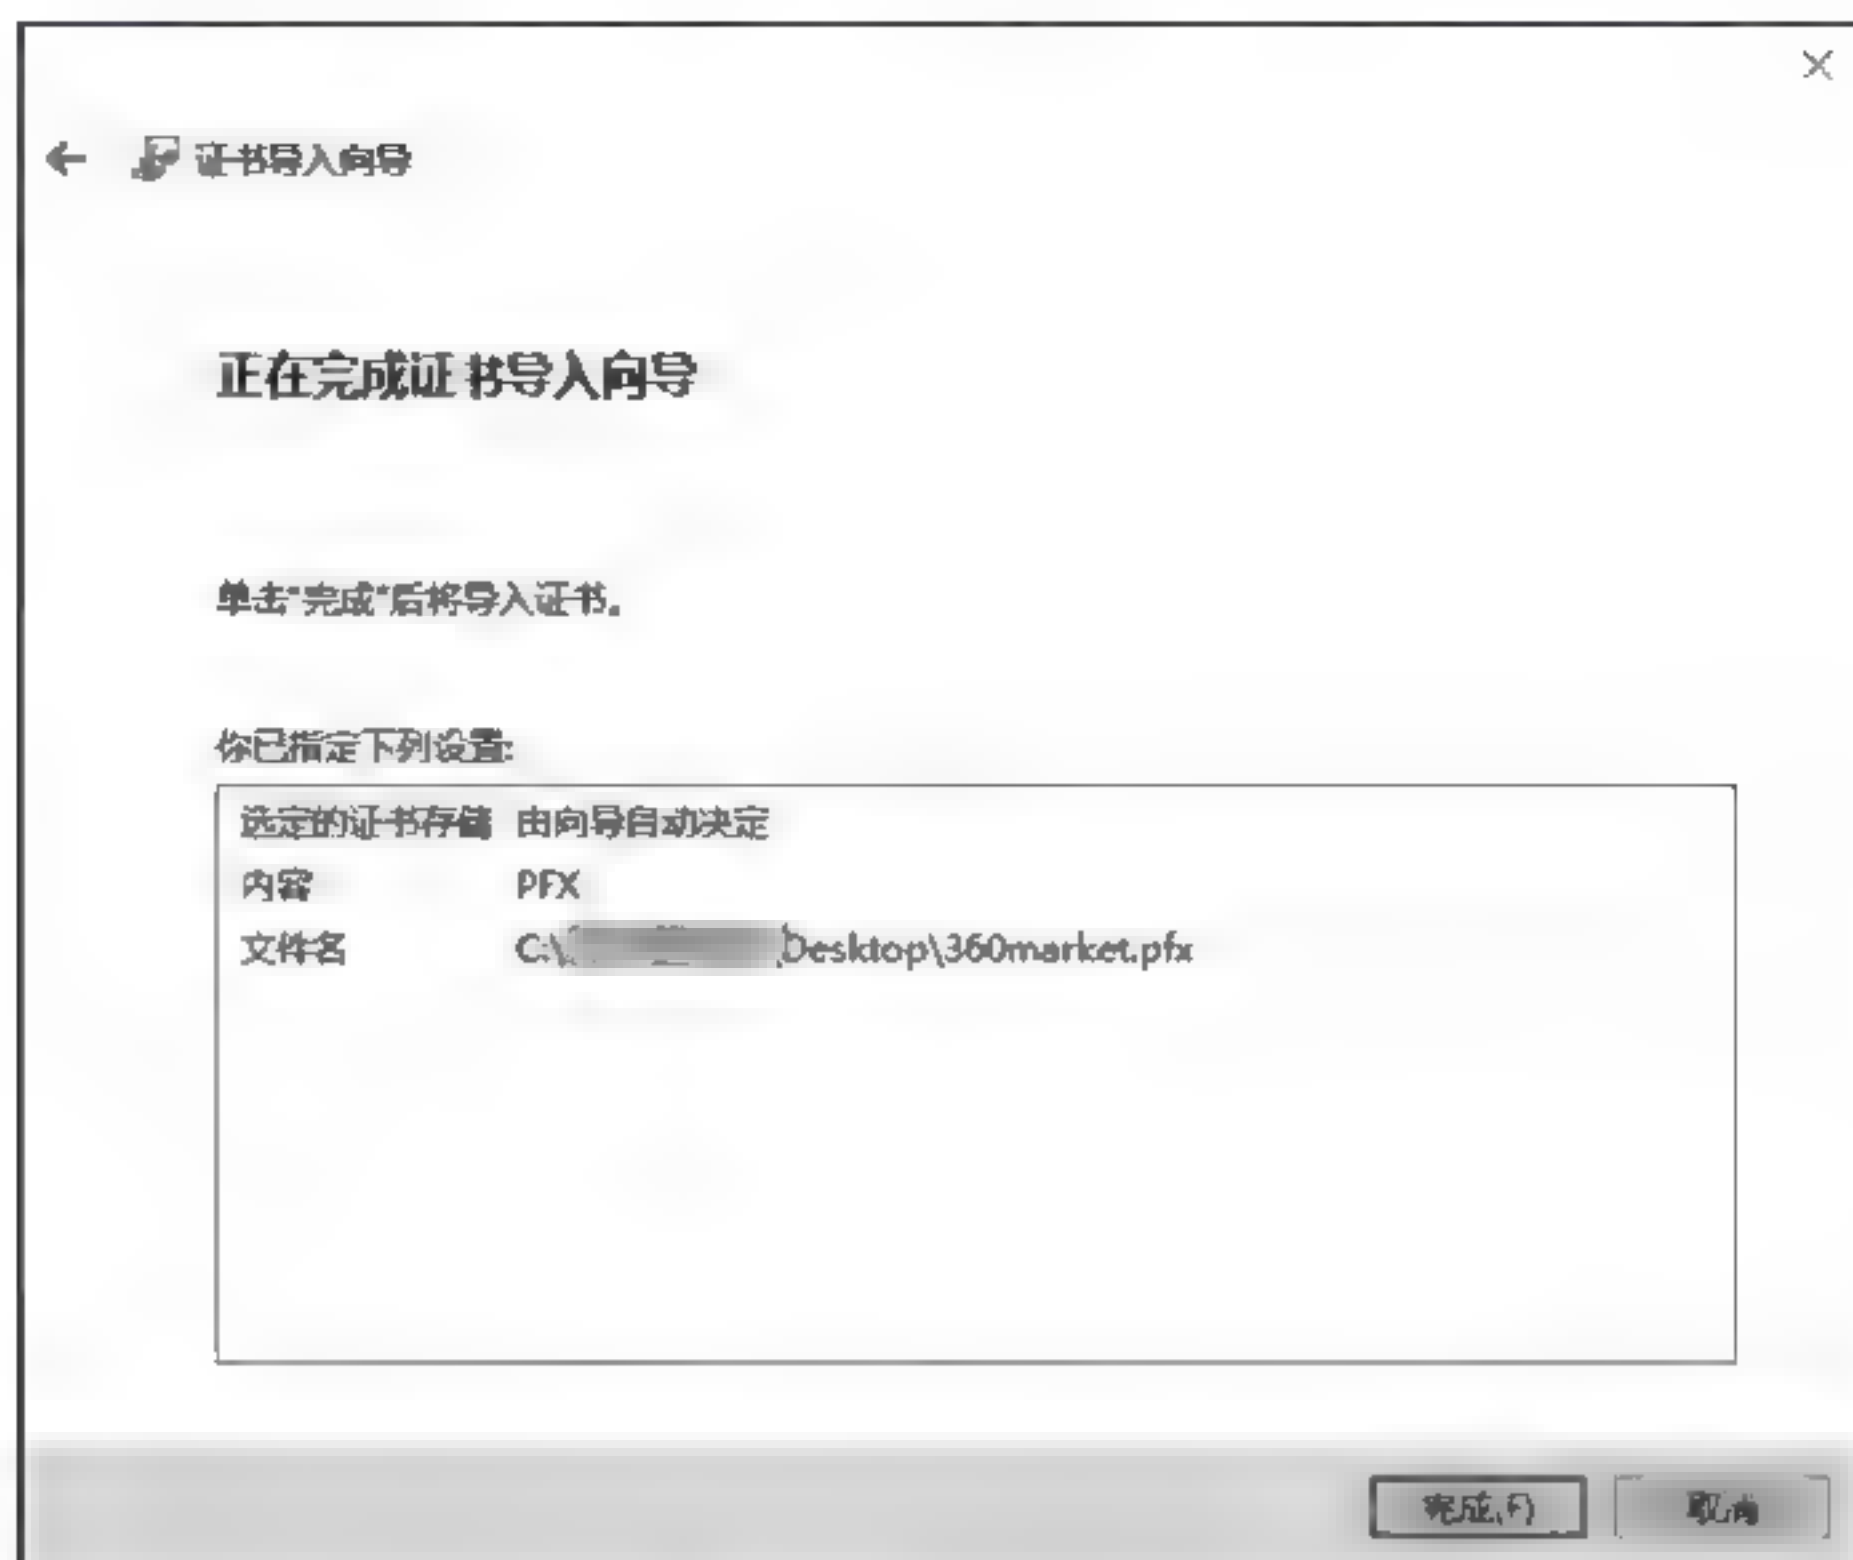 证书导入向导
正在完成证书导入向导
单击"完成"后将导入证书。
你已指定下列设置:
选定的证书存储 由向导自动决定
内容 PFX
文件名 C:\ Desktop\360market.pfx
完成(F) 取消